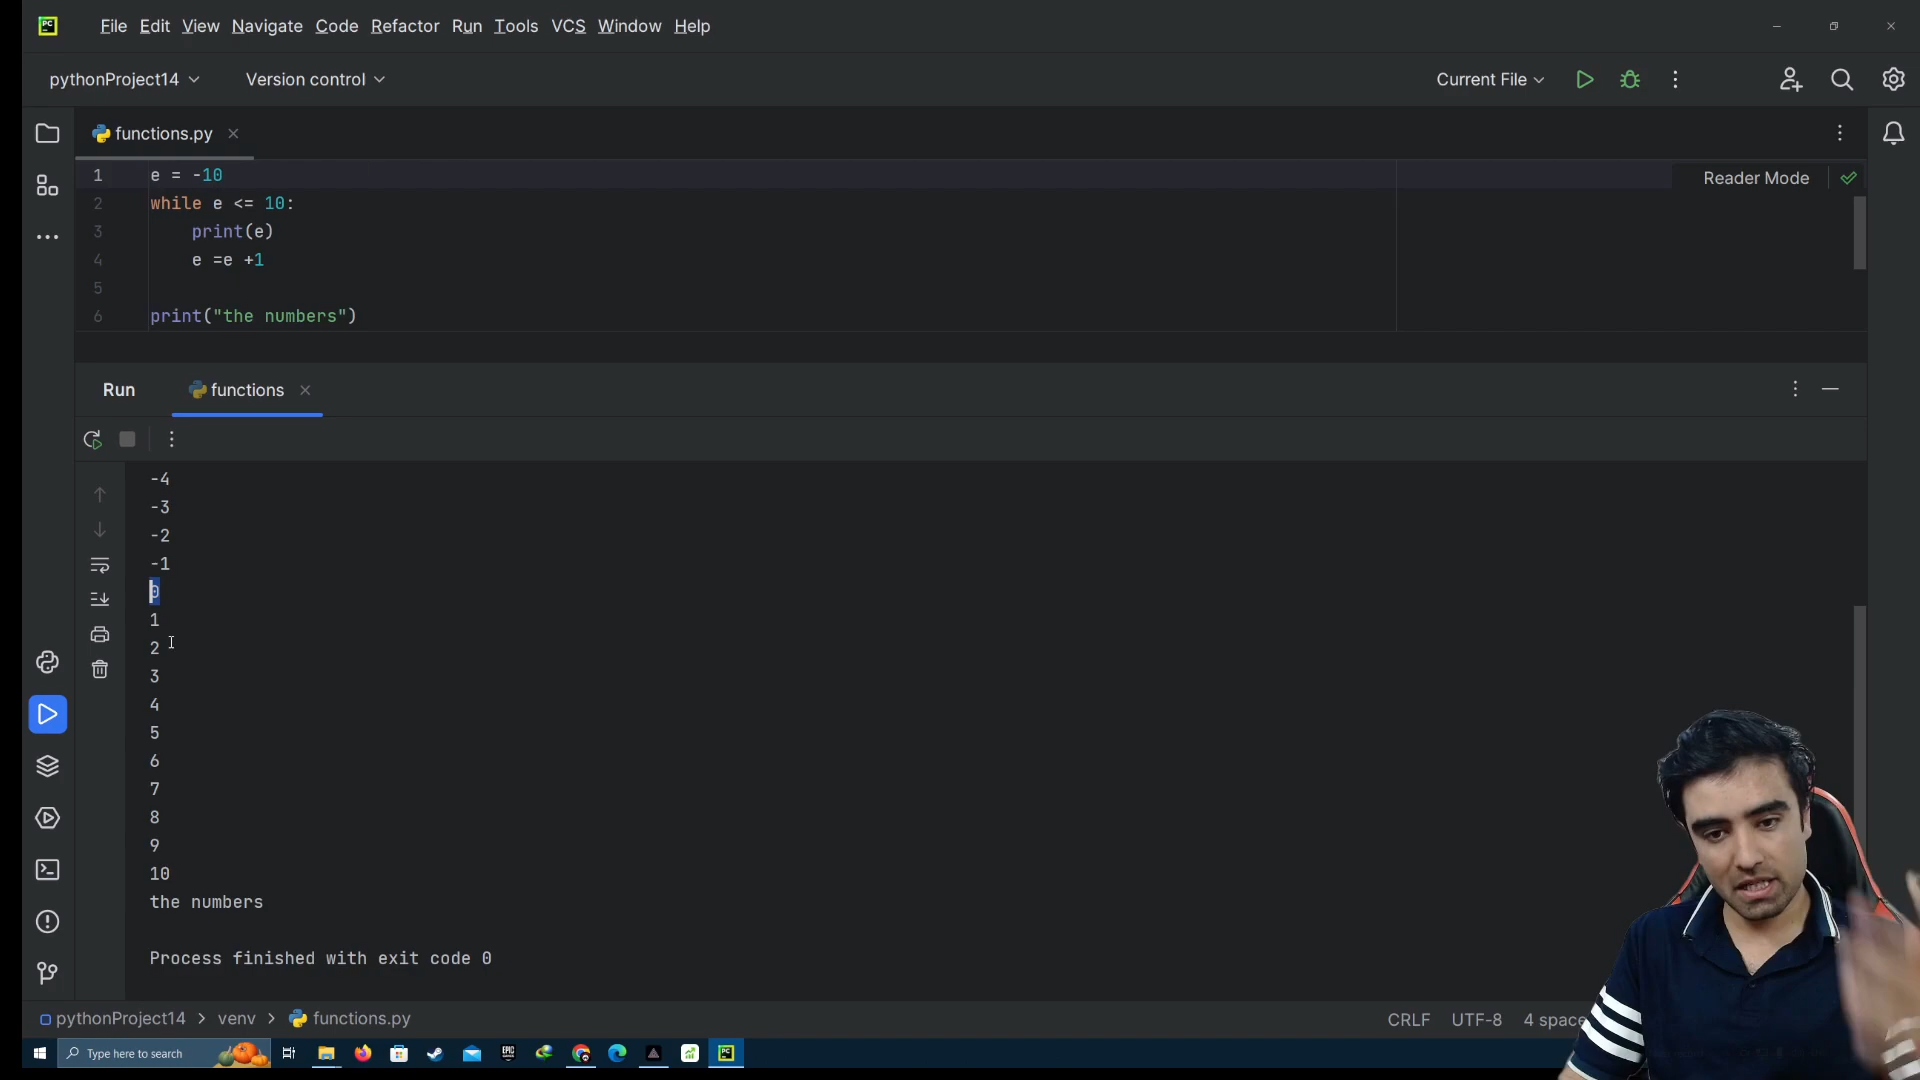 PC File Edit View Navigate Code Refactor Run Tools VCS Window Help
pythonProject14 Version control Current File
functions.py
1 e = -10 Reader Mode
2 while e <= 10:
3 print(e)
4 e =e +1
5
6 print("the numbers")
Run functions
-4
-3
-2
-1
0
1
2
3
4
5
6
7
8
9
10
the numbers
Process finished with exit code 0
pythonProject14 > venv > functions.py CRLF UTF-8 4
Type here to search EPIC PC